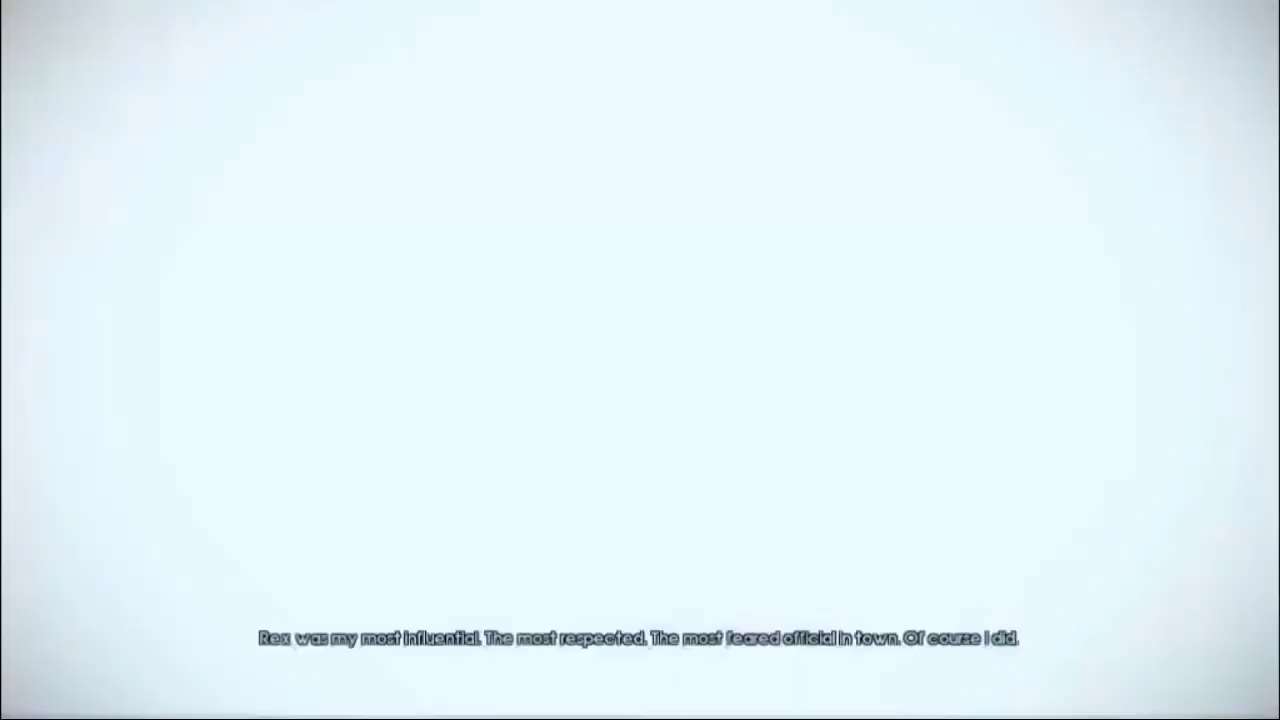 Rex was my most influential. The most respected. The most feared official in town. Of course I did.